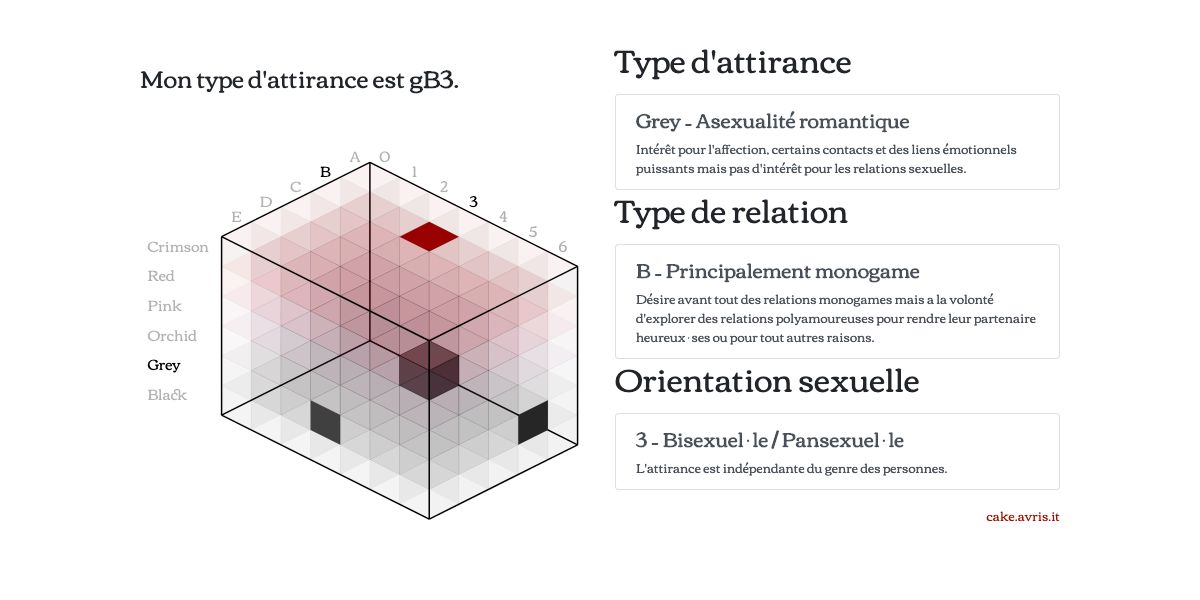 Mon type d'attirance est gB3.
A
B
C
D
E
0
1
2
3
4
5
6
Crimson
Red
Pink
Orchid
Grey
Black
Type d'attirance
Grey - Asexualité romantique
Intérêt pour l'affection, certains contacts et des liens émotionnels
puissants mais pas d'intérêt pour les relations sexuelles.
Type de relation
B - Principalement monogame
Désire avant tout des relations monogames mais a la volonté
d'explorer des relations polyamoureuses pour rendre leur partenaire
heureux·ses ou pour tout autres raisons.
Orientation sexuelle
3 - Bisexuel·le / Pansexuel·le
L'attirance est indépendante du genre des personnes.
cake.avris.it